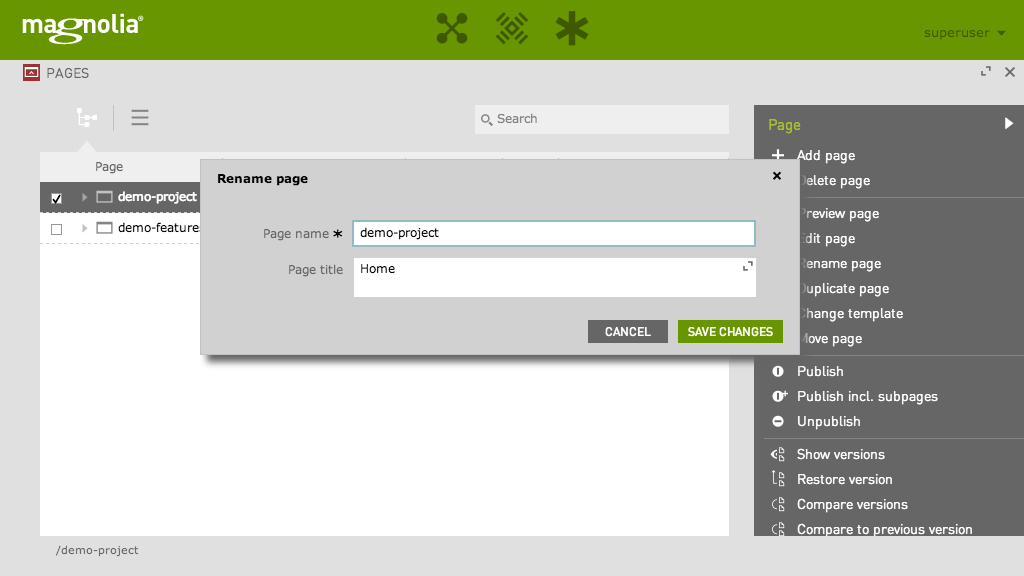 magnolia®
superuser
PAGES
Search
Page
Page
Add page
Delete page
Preview page
Edit page
Rename page
Duplicate page
Change template
Move page
Publish
Publish incl. subpages
Unpublish
Show versions
Restore version
Compare versions
Compare to previous version
demo-project
demo-features
Rename page
Page name *
demo-project
Page title
Home
CANCEL
SAVE CHANGES
/demo-project